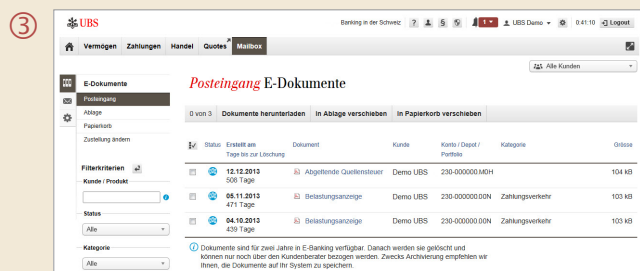 3
UBS
Banking in der Schweiz ? § 1 UBS Demo 0:41:10 Logout
Vermögen Zahlungen Handel Quotes Mailbox
Alle Kunden
E-Dokumente
Posteingang
Ablage
Papierkorb
Zustellung ändern
Filterkriterien
Kunde / Produkt
Status
Alle
Kategorie
Alle
Posteingang E-Dokumente
0 von 3 Dokumente herunterladen In Ablage verschieben In Papierkorb verschieben
Status Erstellt am Dokument Kunde Konto / Depot / Kategorie Grösse
Tage bis zur Löschung Portfolio
12.12.2013 Abgeltende Quellensteuer Demo UBS 230-000000.M0H 104 kB
508 Tage
05.11.2013 Belastungsanzeige Demo UBS 230-000000.00N Zahlungsverkehr 103 kB
471 Tage
04.10.2013 Belastungsanzeige Demo UBS 230-000000.00N Zahlungsverkehr 103 kB
439 Tage
Dokumente sind für zwei Jahre in E-Banking verfügbar. Danach werden sie gelöscht und
können nur noch über den Kundenberater bezogen werden. Zwecks Archivierung empfehlen wir
Ihnen, die Dokumente auf Ihr System zu speichern.